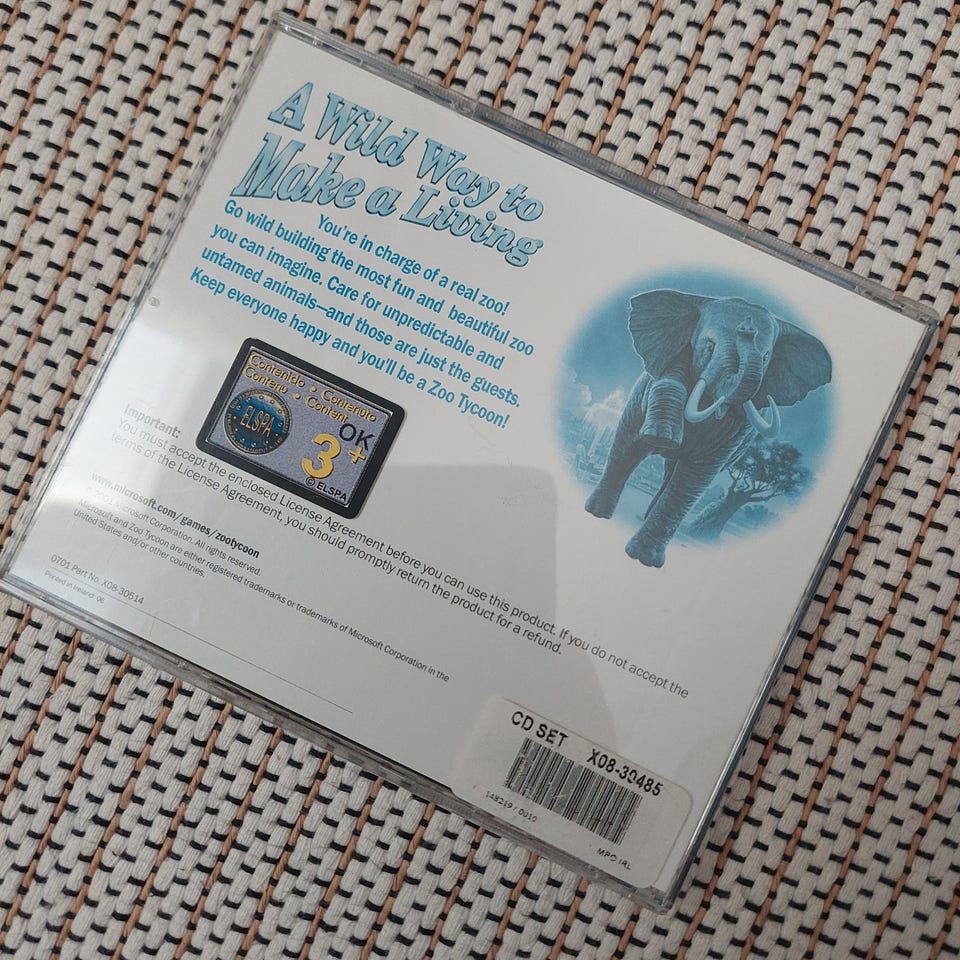 A Wild Way to
Make a Living
You're in charge of a real zoo!
Go wild building the most fun and beautiful zoo
you can imagine. Care for unpredictable and
untamed animals—and those are just the guests.
Keep everyone happy and you'll be a Zoo Tycoon!
Contenido • Contenuto
Contenu • Content
ELSPA
OK
3+
© ELSPA
Important:
You must accept the enclosed License Agreement before you can use this product. If you do not accept the
terms of the License Agreement, you should promptly return the product for a refund.
www.microsoft.com/games/zootycoon
© 2001 Microsoft Corporation. All rights reserved.
Microsoft and Zoo Tycoon are either registered trademarks or trademarks of Microsoft Corporation in the
United States and/or other countries.
0701 Part No. X08-30514
Printed in Ireland. 06
CD SET X08-30485
148219 / 0010
MPO IRL